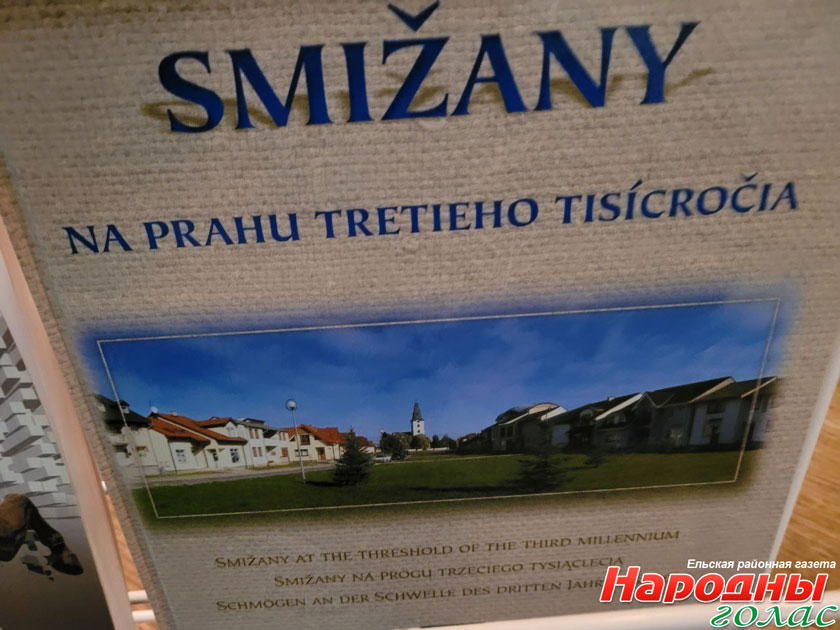 SMIŽANY
NA PRAHU TRETIEHO TISÍCROČIA
SMIŽANY AT THE THRESHOLD OF THE THIRD MILLENNIUM
SMIŽANY NA PROGU TRZECIEGO TYSIĄCLECIA
SCHMÖGEN AN DER SCHWELLE DES DRITTEN
Ельская районная газета
Народны
голас